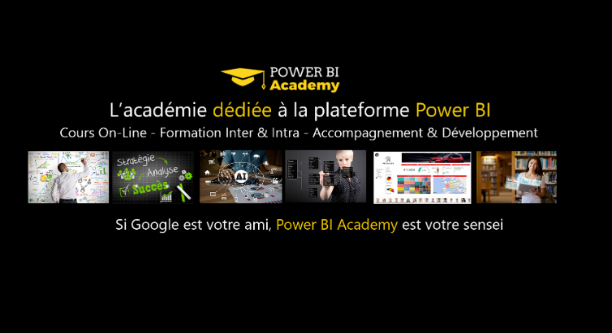 POWER BI
Academy
L'académie dédiée à la plateforme Power BI
Cours On-Line - Formation Inter & Intra - Accompagnement & Développement
Stratégie
Analyse
Succès
AI
Si Google est votre ami, Power BI Academy est votre sensei